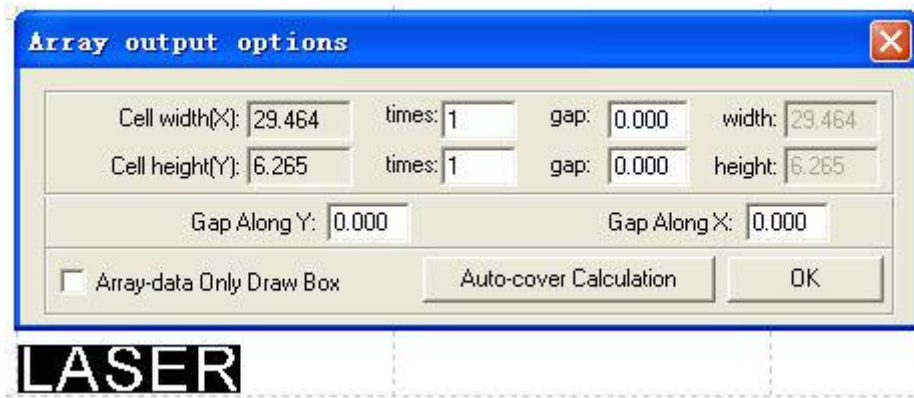 Array output options
Cell width(X): 29.464 times: 1 gap: 0.000 width: 29.464
Cell height(Y): 6.265 times: 1 gap: 0.000 height: 6.265
Gap Along Y: 0.000 Gap Along X: 0.000
Array-data Only Draw Box Auto-cover Calculation OK
LASER